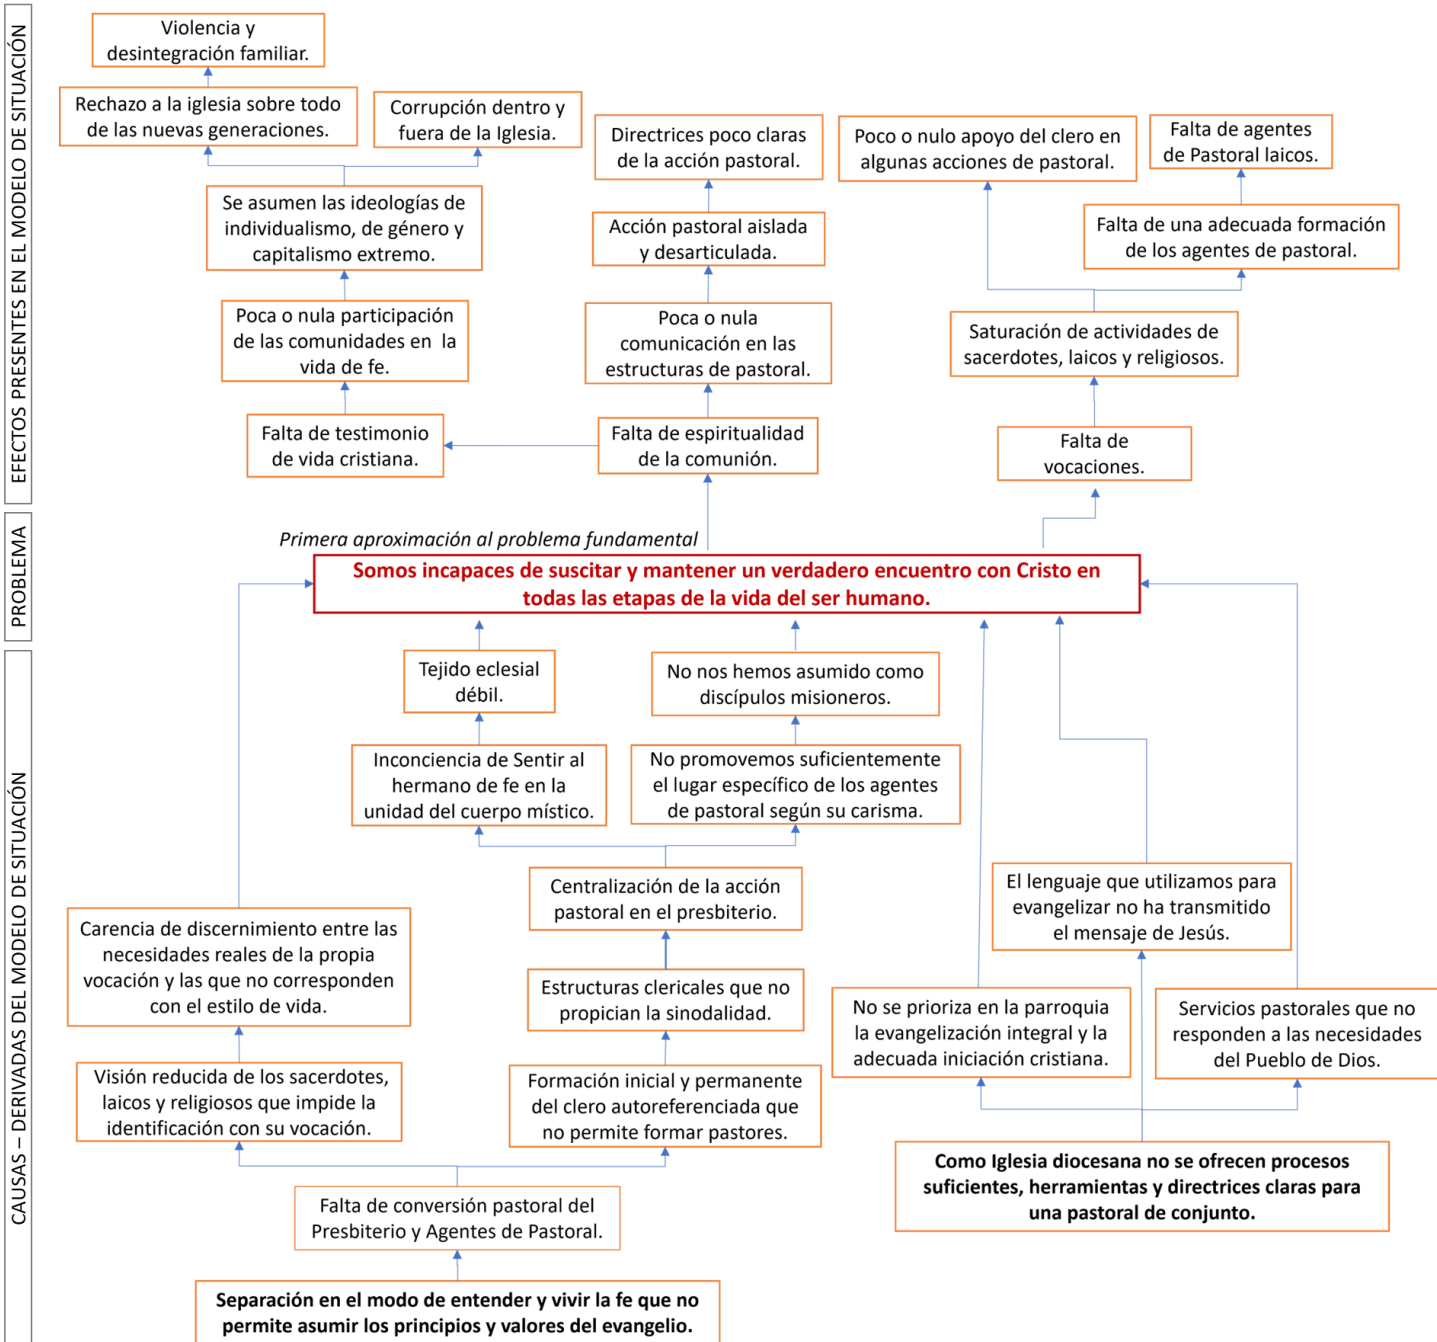 EFECTOS PRESENTES EN EL MODELO DE SITUACIÓN
Violencia y
desintegración familiar.
Rechazo a la iglesia sobre todo
de las nuevas generaciones.
Corrupción dentro y
fuera de la Iglesia.
Se asumen las ideologías de
individualismo, de género y
capitalismo extremo.
Poca o nula participación
de las comunidades en la
vida de fe.
Falta de testimonio
de vida cristiana.
Directrices poco claras
de la acción pastoral.
Acción pastoral aislada
y desarticulada.
Poca o nula
comunicación en las
estructuras de pastoral.
Falta de espiritualidad
de la comunión.
Poco o nulo apoyo del clero en
algunas acciones de pastoral.
Falta de agentes
de Pastoral laicos.
Falta de una adecuada formación
de los agentes de pastoral.
Saturación de actividades de
sacerdotes, laicos y religiosos.
Falta de
vocaciones.
PROBLEMA
Primera aproximación al problema fundamental
Somos incapaces de suscitar y mantener un verdadero encuentro con Cristo en
todas las etapas de la vida del ser humano.
CAUSAS – DERIVADAS DEL MODELO DE SITUACIÓN
Tejido eclesial
débil.
No nos hemos asumido como
discípulos misioneros.
Inconciencia de Sentir al
hermano de fe en la
unidad del cuerpo místico.
No promovemos suficientemente
el lugar específico de los agentes
de pastoral según su carisma.
Centralización de la acción
pastoral en el presbiterio.
Estructuras clericales que no
propician la sinodalidad.
Formación inicial y permanente
del clero autoreferenciada que
no permite formar pastores.
Carencia de discernimiento entre las
necesidades reales de la propia
vocación y las que no corresponden
con el estilo de vida.
Visión reducida de los sacerdotes,
laicos y religiosos que impide la
identificación con su vocación.
Falta de conversión pastoral del
Presbiterio y Agentes de Pastoral.
Separación en el modo de entender y vivir la fe que no
permite asumir los principios y valores del evangelio.
El lenguaje que utilizamos para
evangelizar no ha transmitido
el mensaje de Jesús.
No se prioriza en la parroquia
la evangelización integral y la
adecuada iniciación cristiana.
Servicios pastorales que no
responden a las necesidades
del Pueblo de Dios.
Como Iglesia diocesana no se ofrecen procesos
suficientes, herramientas y directrices claras para
una pastoral de conjunto.